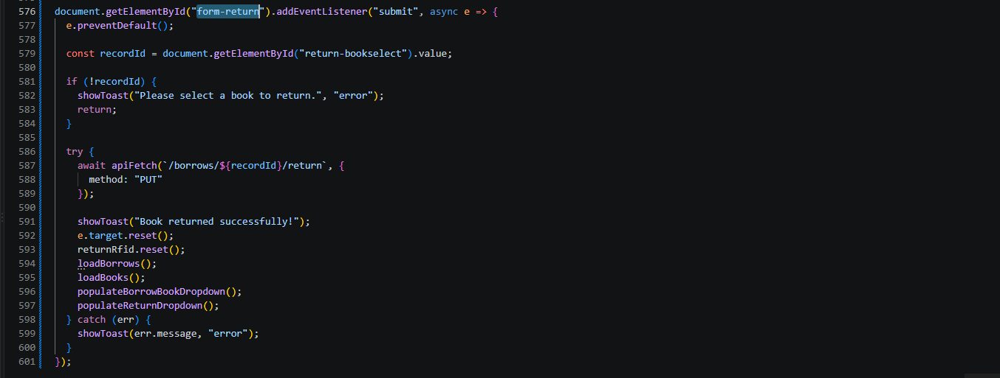 576 document.getElementById("form-return").addEventListener("submit", async e => {
577 e.preventDefault();
578
579 const recordId = document.getElementById("return-bookselect").value;
580
581 if (!recordId) {
582 showToast("Please select a book to return.", "error");
583 return;
584 }
585
586 try {
587 await apiFetch(`/borrows/${recordId}/return`, {
588 method: "PUT"
589 });
590
591 showToast("Book returned successfully!");
592 e.target.reset();
593 returnRfid.reset();
594 loadBorrows();
595 loadBooks();
596 populateBorrowBookDropdown();
597 populateReturnDropdown();
598 } catch (err) {
599 showToast(err.message, "error");
600 }
601 });